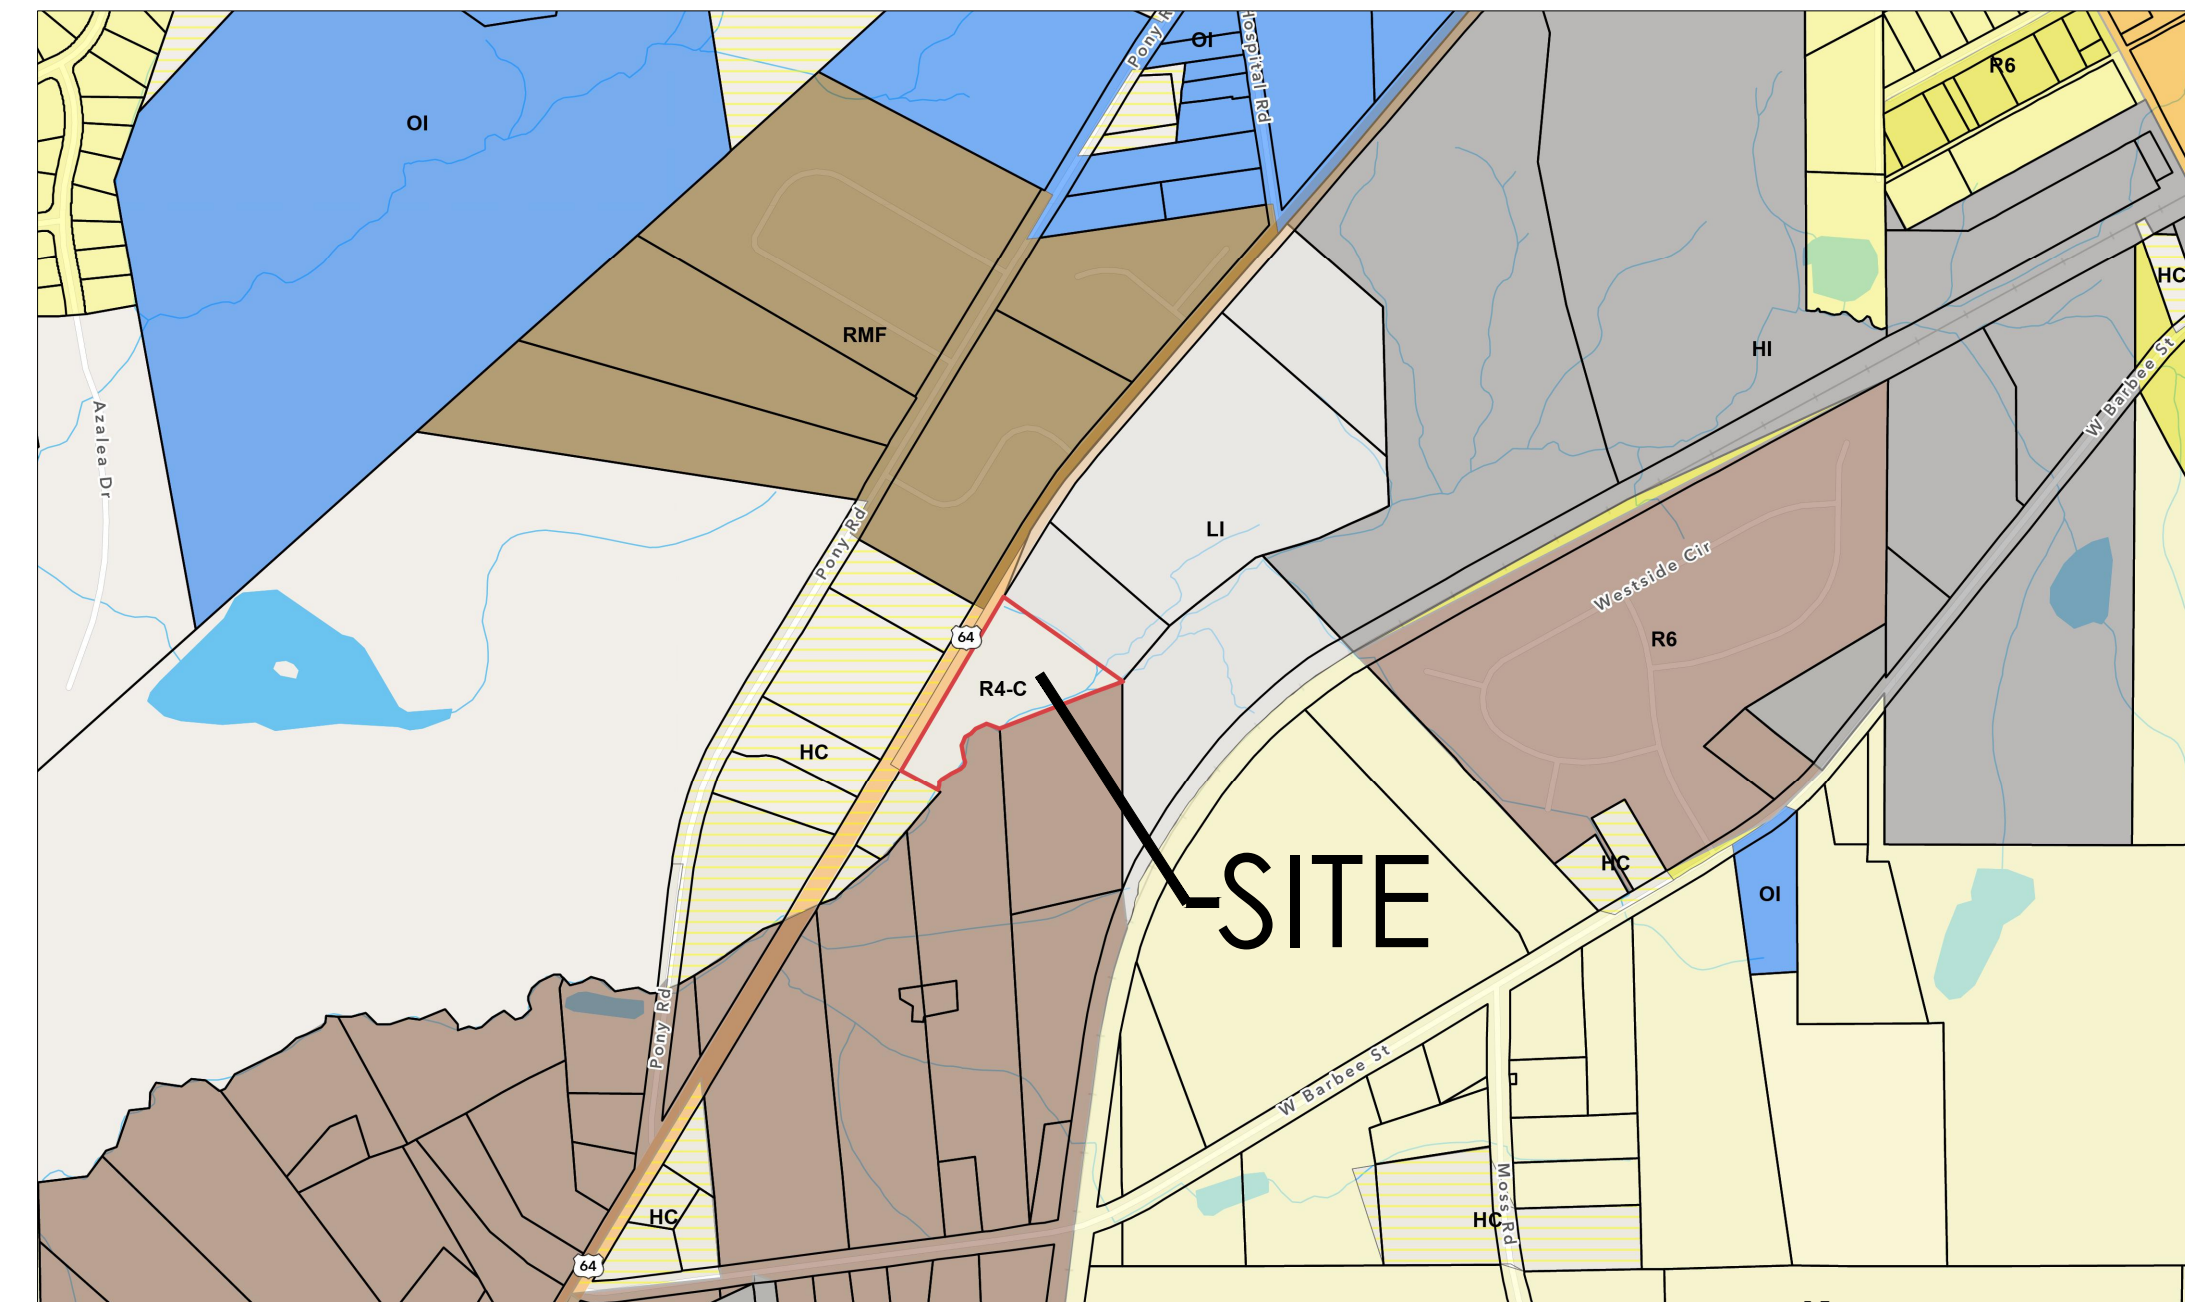 Pony R
OI
Hospital Rd
R6
OI
HC
RMF
HI
W Barbee St
Azalea Dr
LI
Pony Rd
Westside Cir
64
R6
R4-C
HC
HC
SITE
OI
Pony Rd
W Barbee St
HC
Moss Rd
HC
64